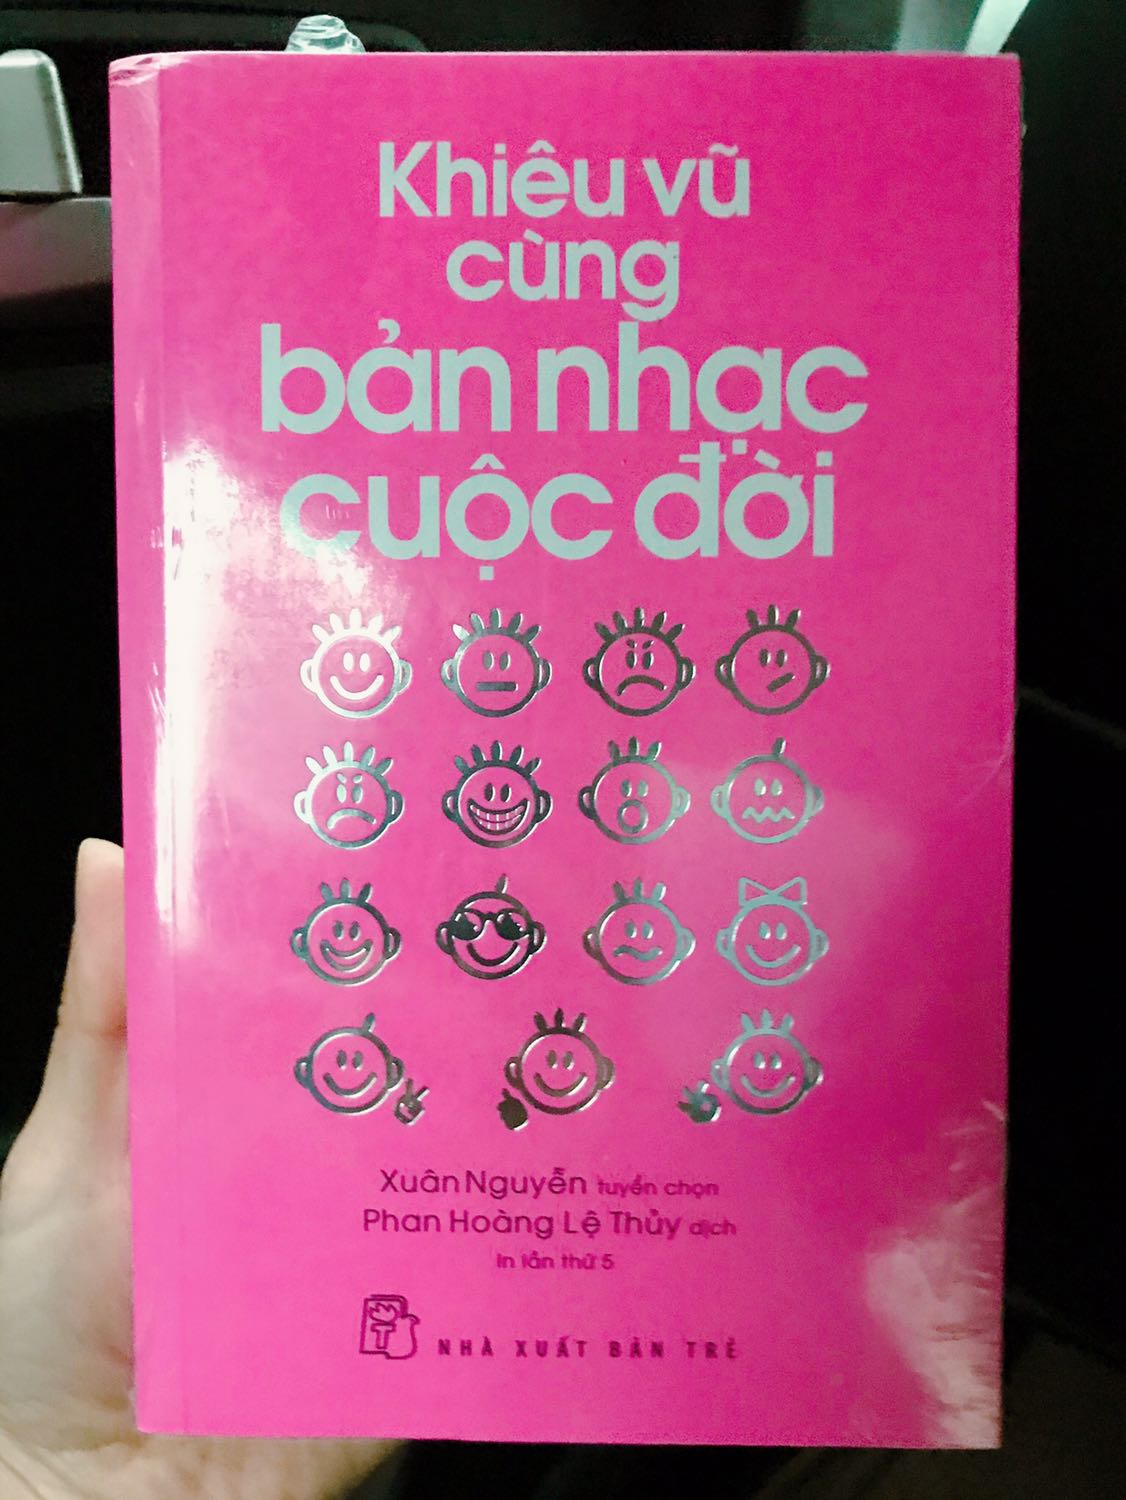 Khiêu vũ
cùng
bản nhạc
cuộc đời
Xuân Nguyễn tuyển chọn
Phan Hoàng Lệ Thủy dịch
In lần thứ 5
T
NHÀ XUẤT BẢN TRẺ